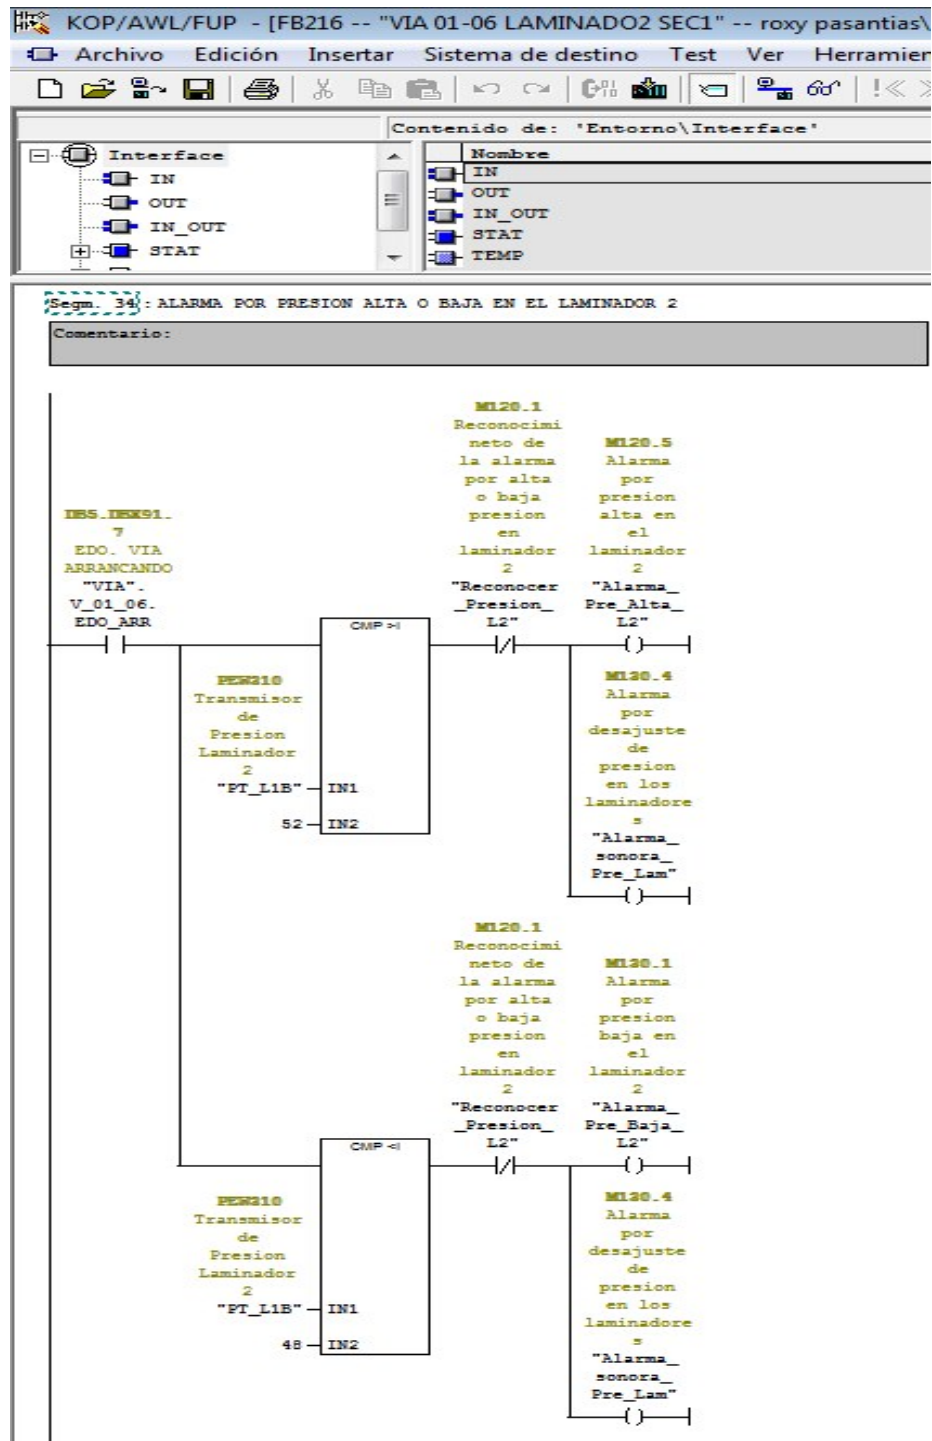 KOP/AWL/FUP - [FB216 -- "VIA 01-06 LAMINADO2 SEC1" -- roxy pasantias\
Archivo Edición Insertar Sistema de destino Test Ver Herramien
Contenido de: 'Entorno\Interface'
Interface
IN
OUT
IN_OUT
STAT
Nombre
IN
OUT
IN_OUT
STAT
TEMP
Segm. 34: ALARMA POR PRESION ALTA O BAJA EN EL LAMINADOR 2
Comentario:
DB5.DBX91.
7
EDO. VIA
ARRANCANDO
"VIA".
V_01_06.
EDO_ARR
CMP >I
PEW310
Transmisor
de
Presion
Laminador
2
"PT_L1B"
IN1
52
IN2
M120.1
Reconocimi
neto de
la alarma
por alta
o baja
presion
en
laminador
2
"Reconocer
_Presion_
L2"
M120.5
Alarma
por
presion
alta en
el
laminador
2
"Alarma_
Pre_Alta_
L2"
M130.4
Alarma
por
desajuste
de
presion
en los
laminadore
s
"Alarma_
sonora_
Pre_Lam"
CMP <I
PEW310
Transmisor
de
Presion
Laminador
2
"PT_L1B"
IN1
48
IN2
M120.1
Reconocimi
neto de
la alarma
por alta
o baja
presion
en
laminador
2
"Reconocer
_Presion_
L2"
M130.1
Alarma
por
presion
baja en
el
laminador
2
"Alarma_
Pre_Baja_
L2"
M130.4
Alarma
por
desajuste
de
presion
en los
laminadore
s
"Alarma_
sonora_
Pre_Lam"